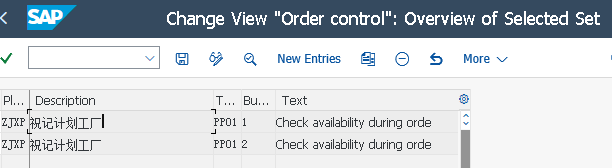 SAP Change View "Order control": Overview of Selected Set
New Entries More
Pl... Description T... Bu... Text
ZJXP 祝记计划工厂 PP01 1 Check availability during orde
ZJXP 祝记计划工厂 PP01 2 Check availability during orde